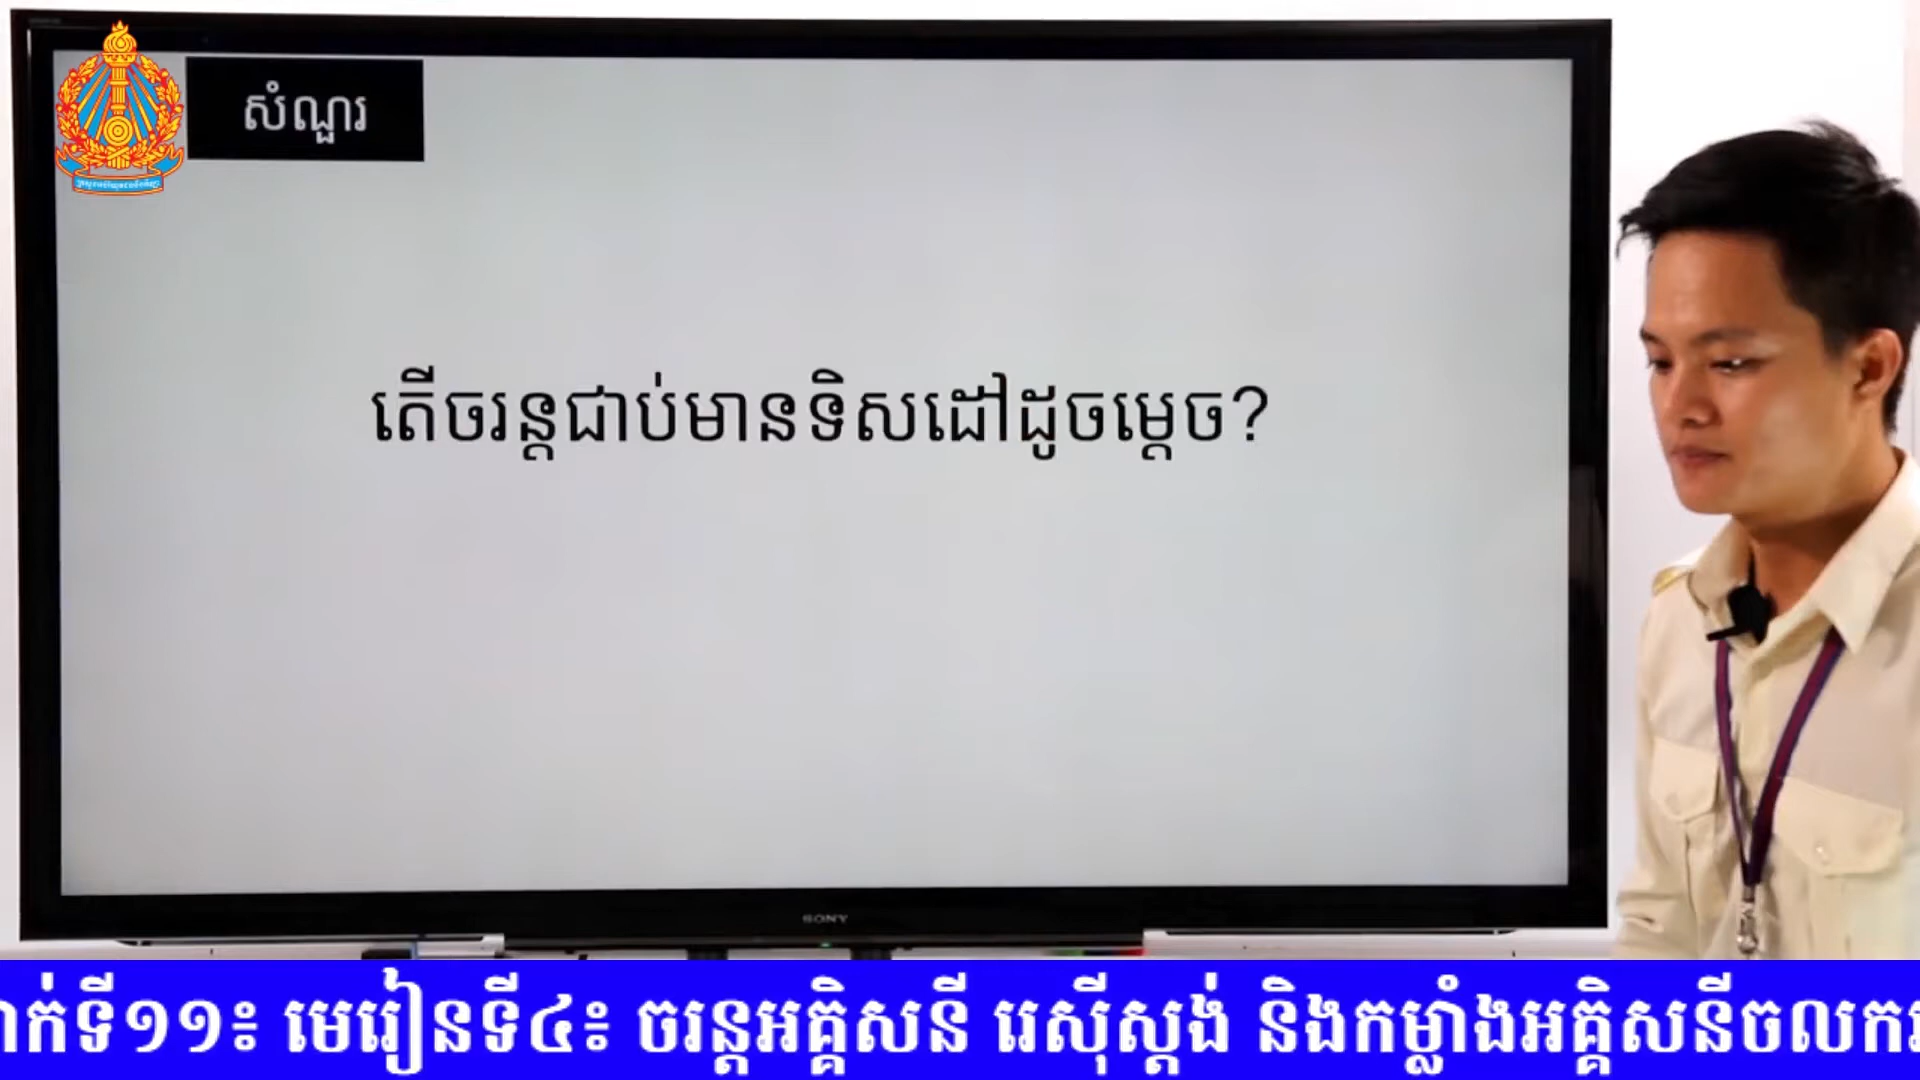 សំណួរ
តើចរន្តជាប់មានទិសដៅដូចម្តេច?
SONY
ាក់ទី១១៖ មេរៀនទី៤៖ ចរន្តអគ្គិសនី រេស៊ីស្តង់ និងកម្លាំងអគ្គិសនីចលករ